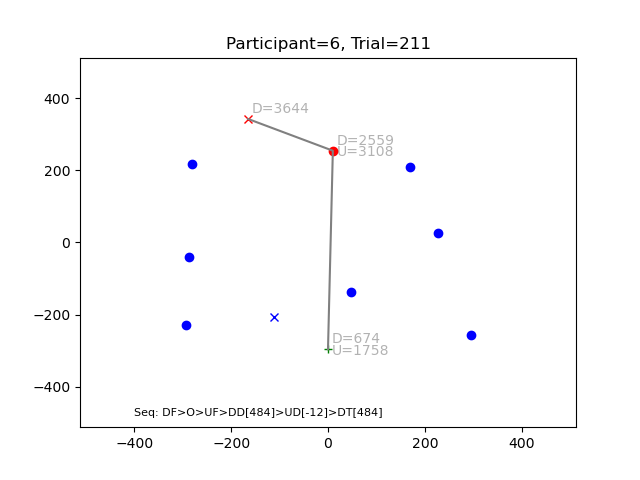 Participant=6, Trial=211
D=3644
D=2559
U=3108
D=674
U=1758
Seq: DF>O>UF>DD[484]>UD[-12]>DT[484]
400
200
0
−200
−400
−400
−200
0
200
400